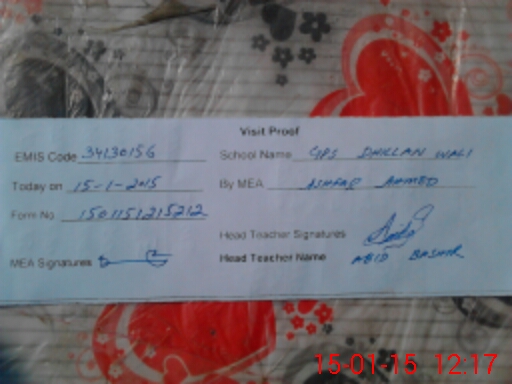 Visit Proof
EMIS Code 34130156 School Name GPS DHILLAN WALI
Today on 15-1-2015 By MEA ASHFAQ AHMED
Form No 1501151215212
Head Teacher Signatures
MEA Signatures Head Teacher Name ABID BASHIR
15-01-15 12:17